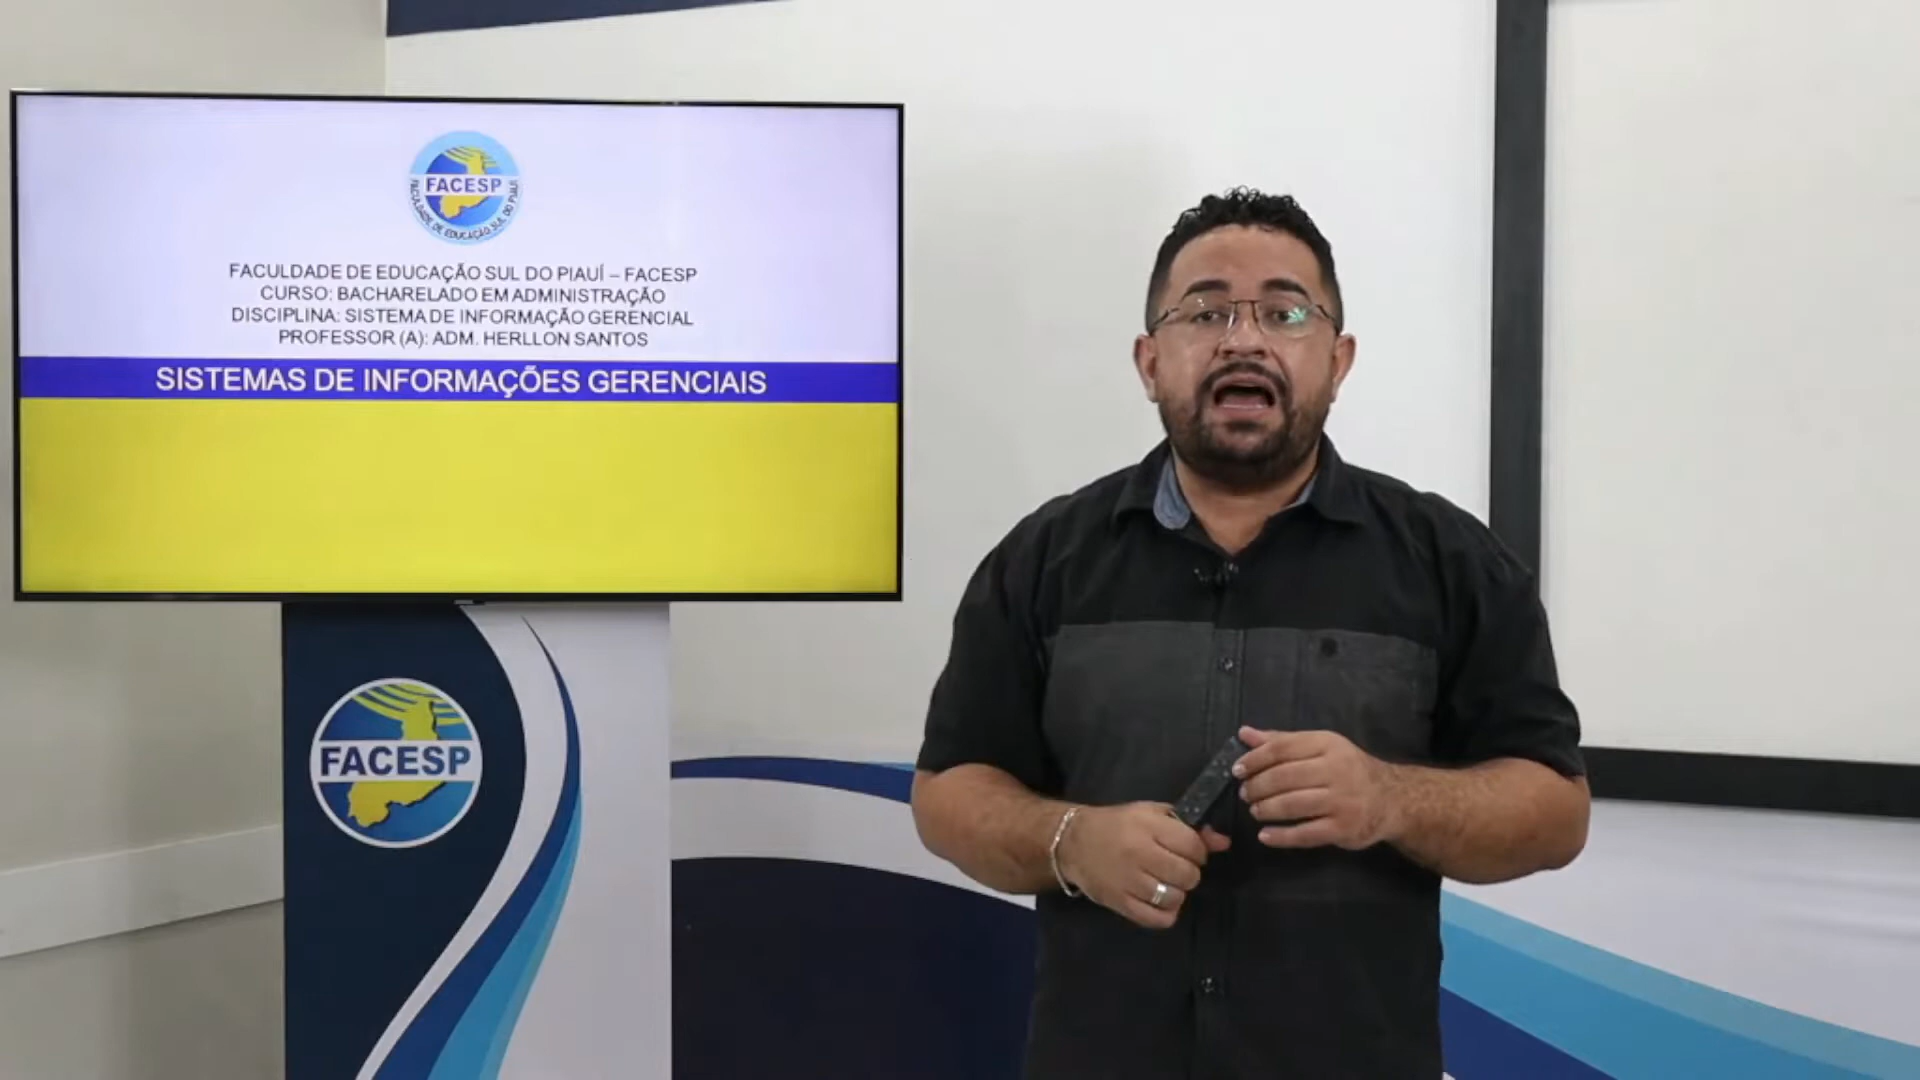 FACESP
FACULDADE DE EDUCAÇÃO SUL DO PIAUÍ
FACULDADE DE EDUCAÇÃO SUL DO PIAUÍ – FACESP
CURSO: BACHARELADO EM ADMINISTRAÇÃO
DISCIPLINA: SISTEMA DE INFORMAÇÃO GERENCIAL
PROFESSOR (A): ADM. HERLLON SANTOS
SISTEMAS DE INFORMAÇÕES GERENCIAIS
FACESP